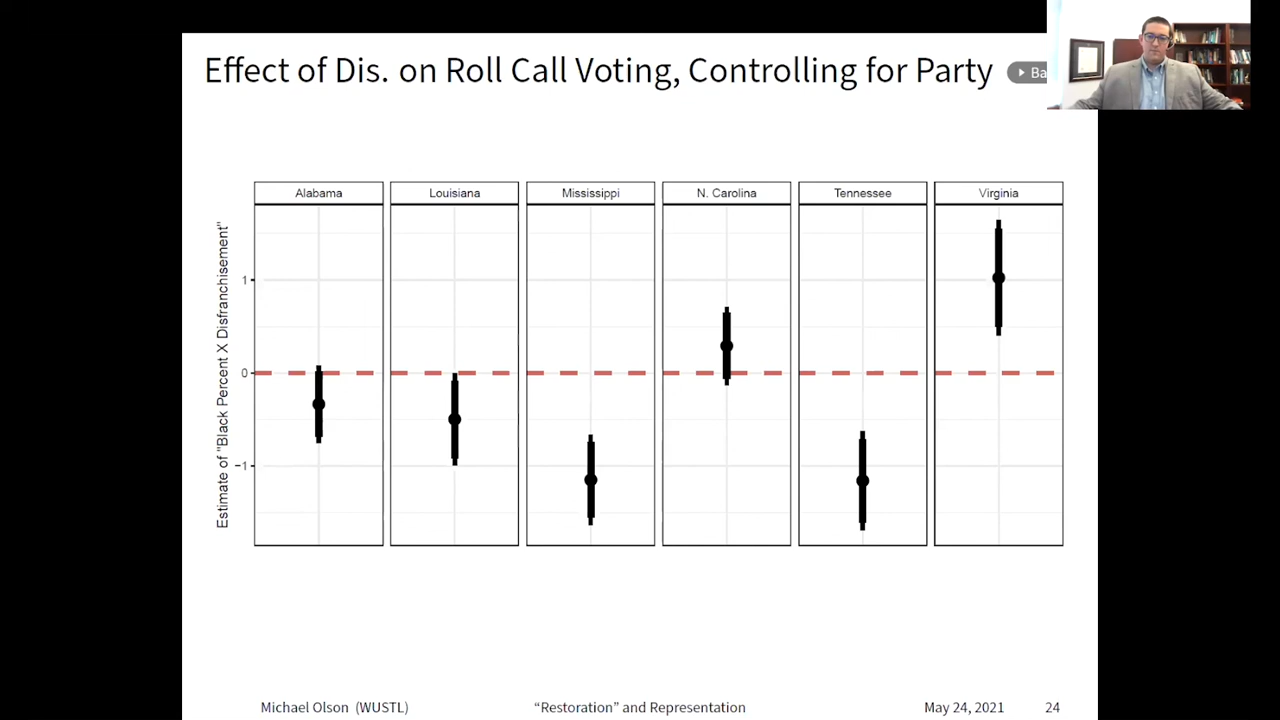 Effect of Dis. on Roll Call Voting, Controlling for Party
Ba
Alabama
Louisiana
Mississippi
N. Carolina
Tennessee
Virginia
Estimate of "Black Percent X Disfranchisement"
1
0
−1
Michael Olson (WUSTL)
“Restoration” and Representation
May 24, 2021
24